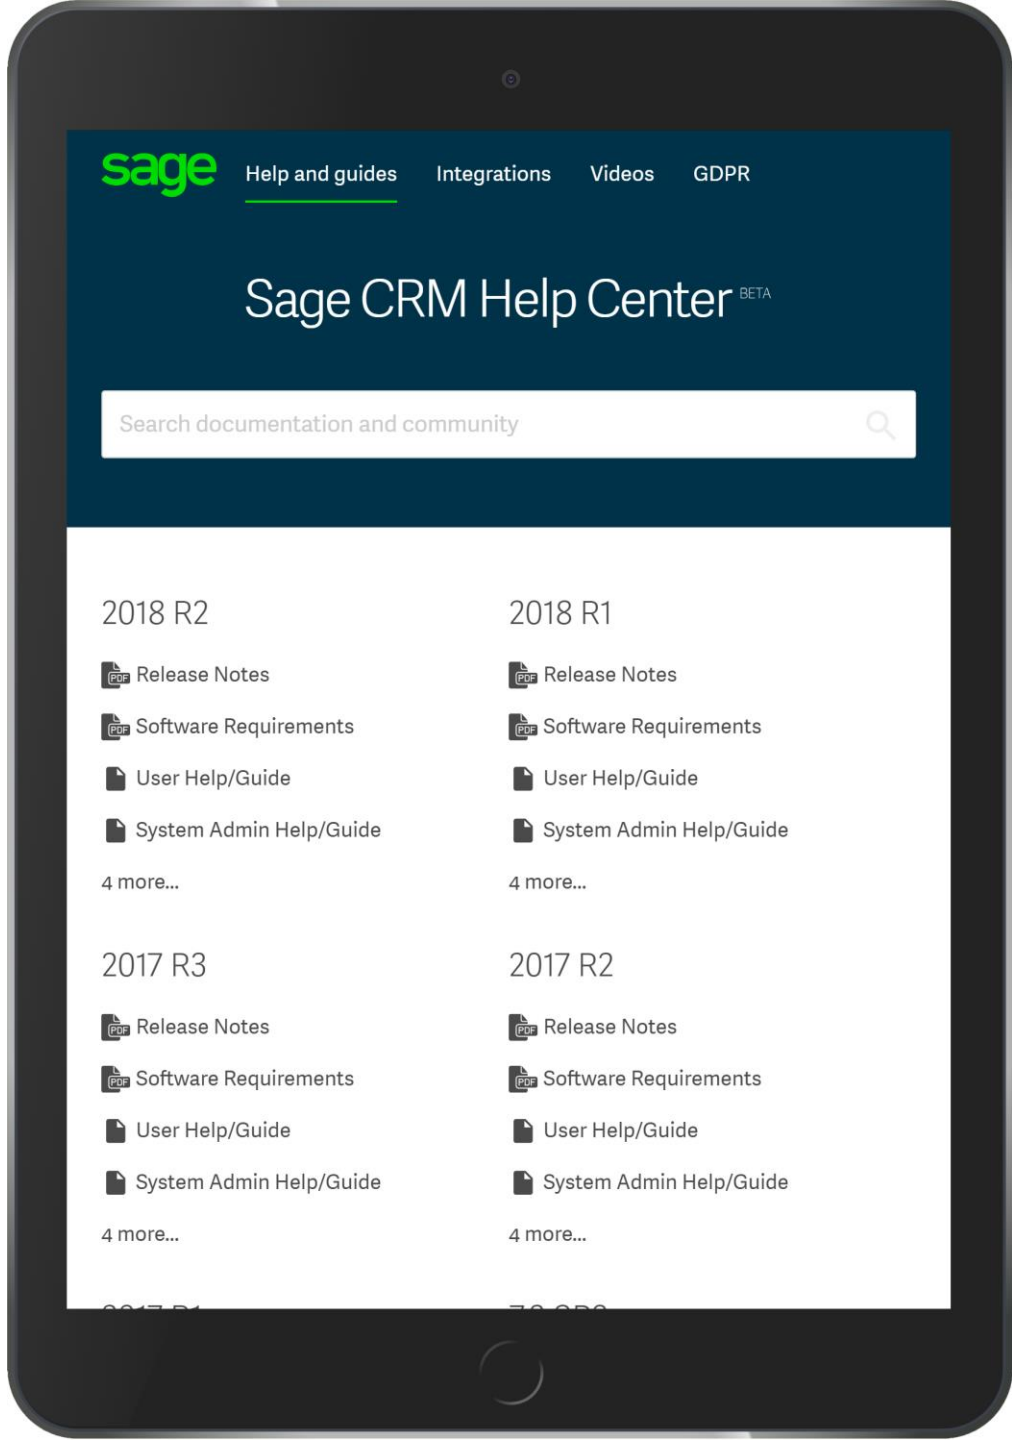 sage
Help and guides
Integrations
Videos
GDPR
Sage CRM Help Center BETA
Search documentation and community
2018 R2
PDF Release Notes
PDF Software Requirements
User Help/Guide
System Admin Help/Guide
4 more...
2018 R1
PDF Release Notes
PDF Software Requirements
User Help/Guide
System Admin Help/Guide
4 more...
2017 R3
PDF Release Notes
PDF Software Requirements
User Help/Guide
System Admin Help/Guide
4 more...
2017 R2
PDF Release Notes
PDF Software Requirements
User Help/Guide
System Admin Help/Guide
4 more...
2017 R1